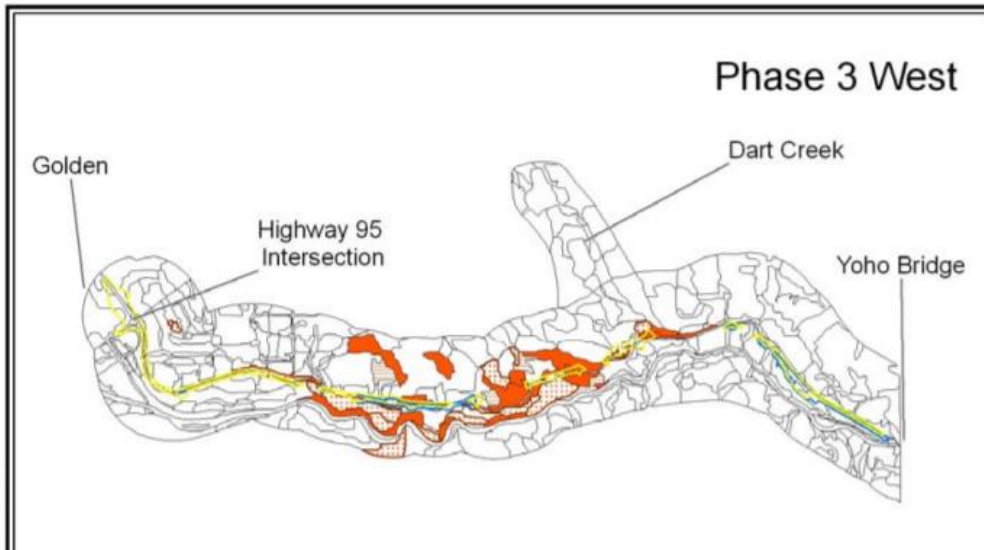 Phase 3 West
Golden
Highway 95
Intersection
Dart Creek
Yoho Bridge